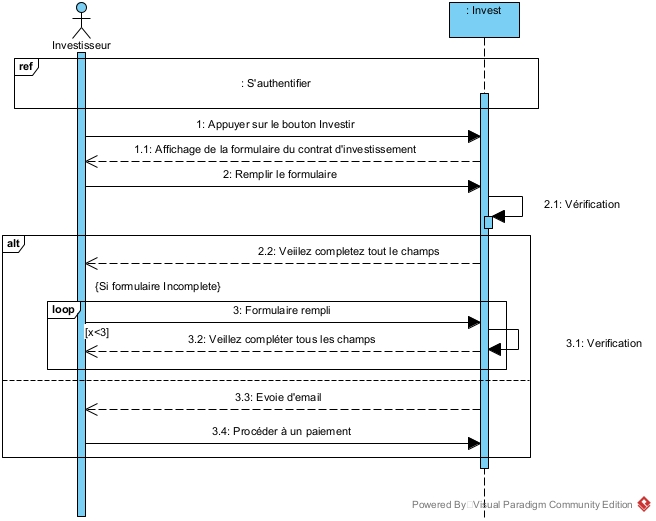 : Invest
Investisseur
ref
: S'authentifier
1: Appuyer sur le bouton Investir
1.1: Affichage de la formulaire du contrat d'investissement
2: Remplir le formulaire
2.1: Vérification
alt
2.2: Veiilez completez tout le champs
{Si formulaire Incomplete}
loop
3: Formulaire rempli
[x<3]
3.2: Veillez compléter tous les champs
3.1: Verification
3.3: Evoie d'email
3.4: Procéder à un paiement
Powered By Visual Paradigm Community Edition